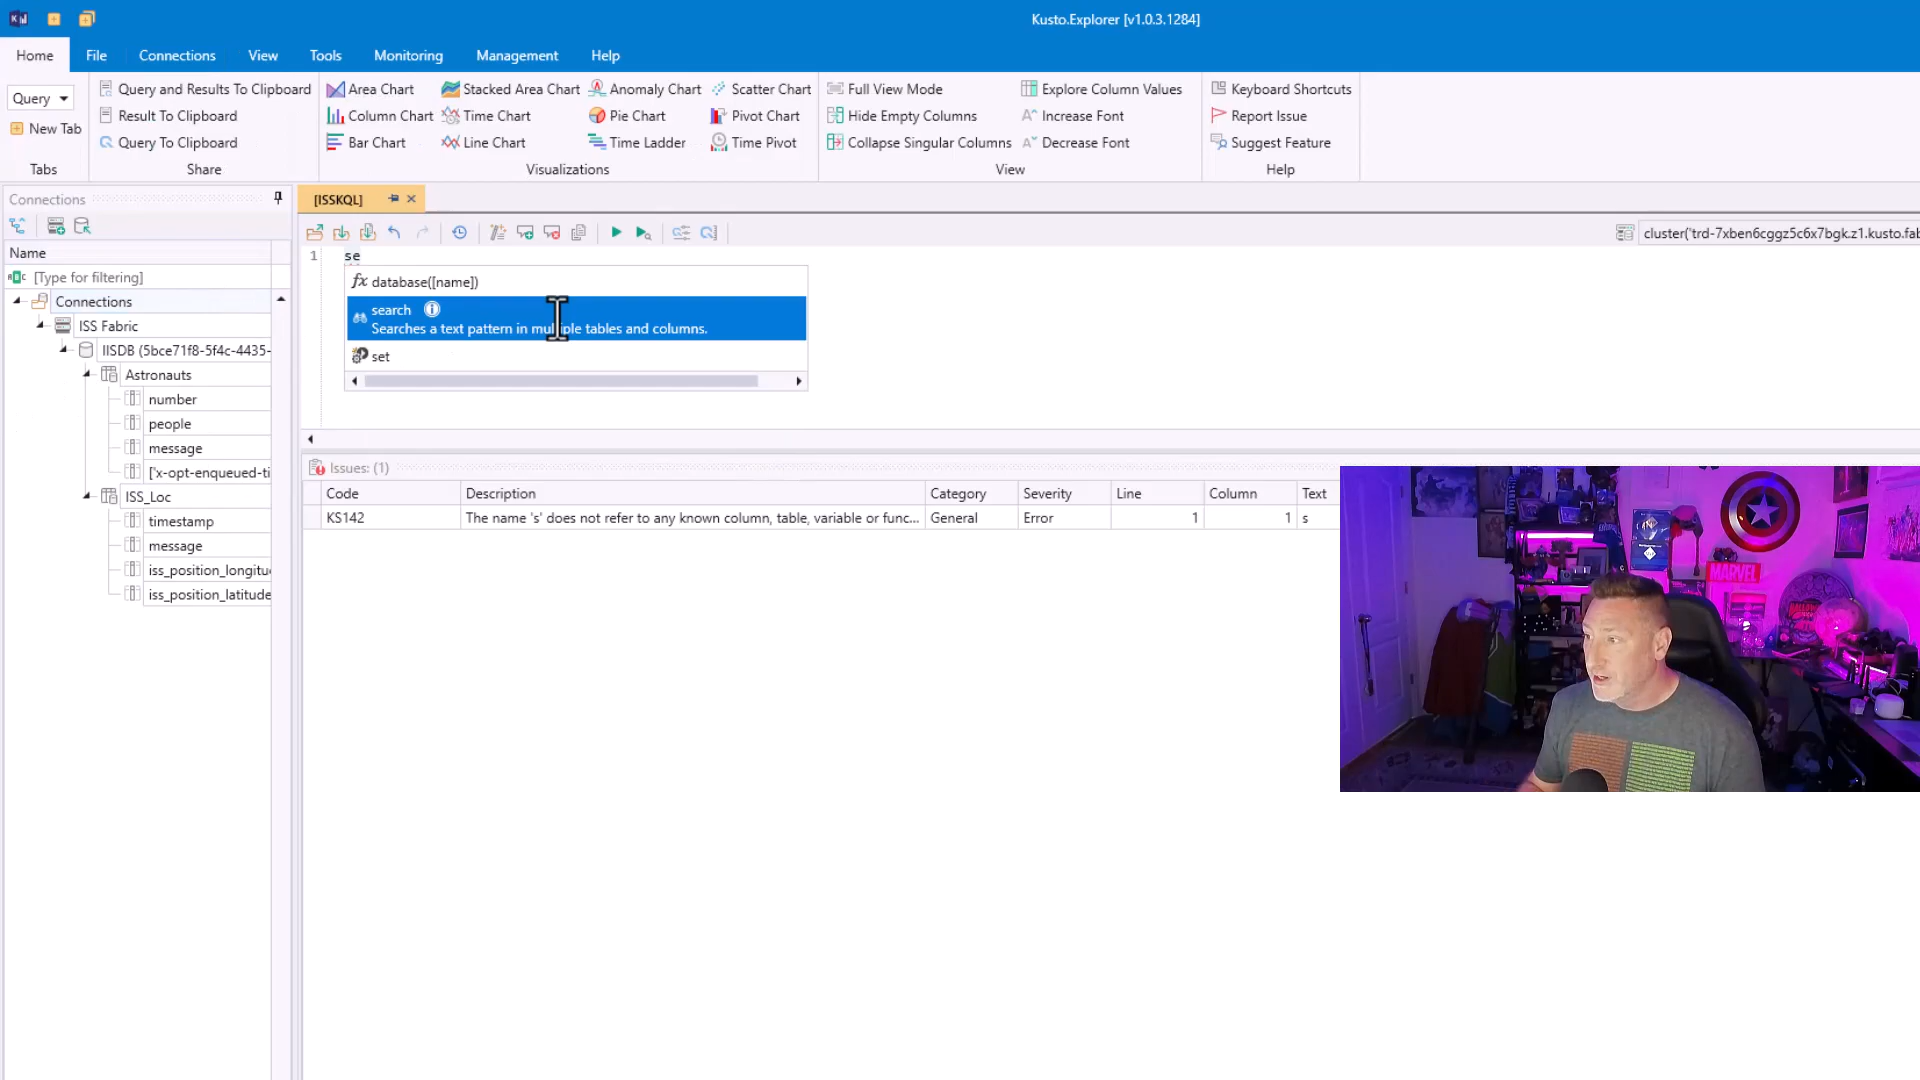 Kusto.Explorer [v1.0.3.1284]
Home File Connections View Tools Monitoring Management Help
Query
New Tab
Tabs
Query and Results To Clipboard
Result To Clipboard
Query To Clipboard
Share
Area Chart Stacked Area Chart Anomaly Chart Scatter Chart
Column Chart Time Chart Pie Chart Pivot Chart
Bar Chart Line Chart Time Ladder Time Pivot
Visualizations
Full View Mode Explore Column Values
Hide Empty Columns Increase Font
Collapse Singular Columns Decrease Font
View
Keyboard Shortcuts
Report Issue
Suggest Feature
Help
Connections
Name
[Type for filtering]
Connections
ISS Fabric
IISDB (5bce71f8-5f4c-4435-
Astronauts
number
people
message
['x-opt-enqueued-ti
ISS_Loc
timestamp
message
iss_position_longitu
iss_position_latitude
[ISSKQL]
cluster('trd-7xben6cggz5c6x7bgk.z1.kusto.fab
1 se
fx database([name])
search
Searches a text pattern in multiple tables and columns.
set
Issues: (1)
Code Description Category Severity Line Column Text
KS142 The name 's' does not refer to any known column, table, variable or func... General Error 1 1 s
MARVEL